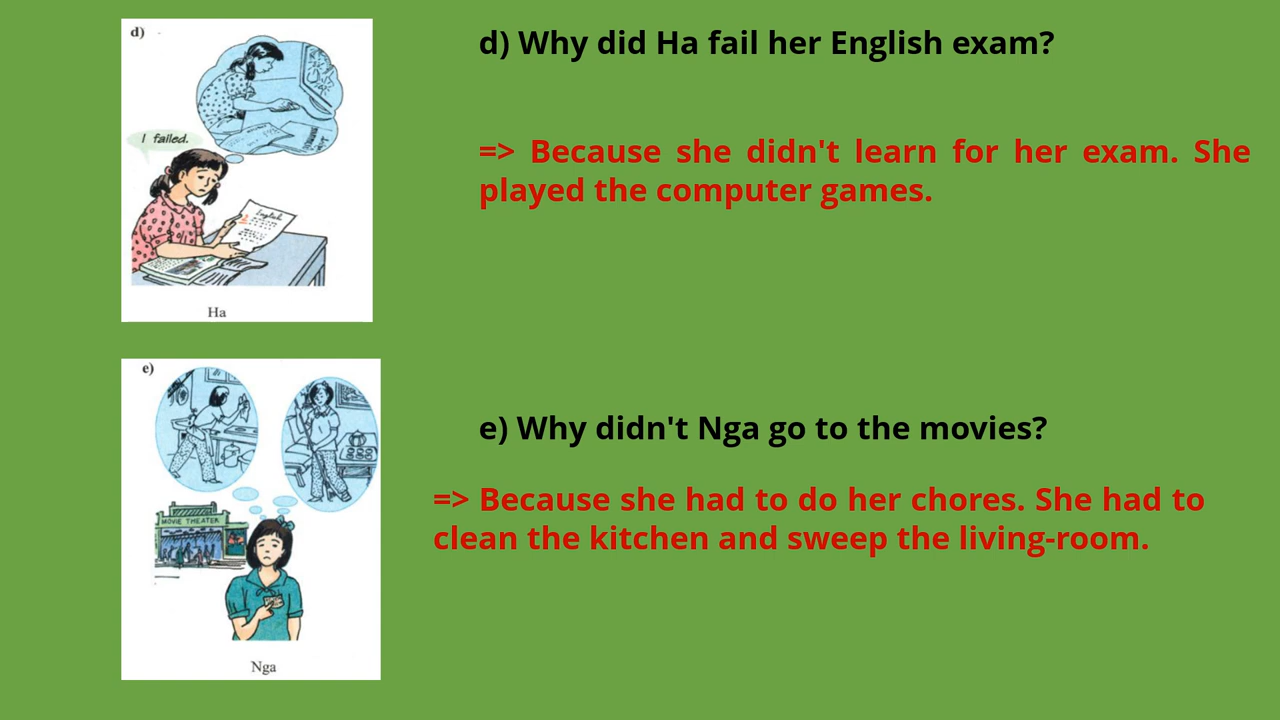 d)
I failed.
English
Ha
d) Why did Ha fail her English exam?
=> Because she didn't learn for her exam. She
played the computer games.
e)
MOVIE THEATER
Nga
e) Why didn't Nga go to the movies?
=> Because she had to do her chores. She had to
clean the kitchen and sweep the living-room.